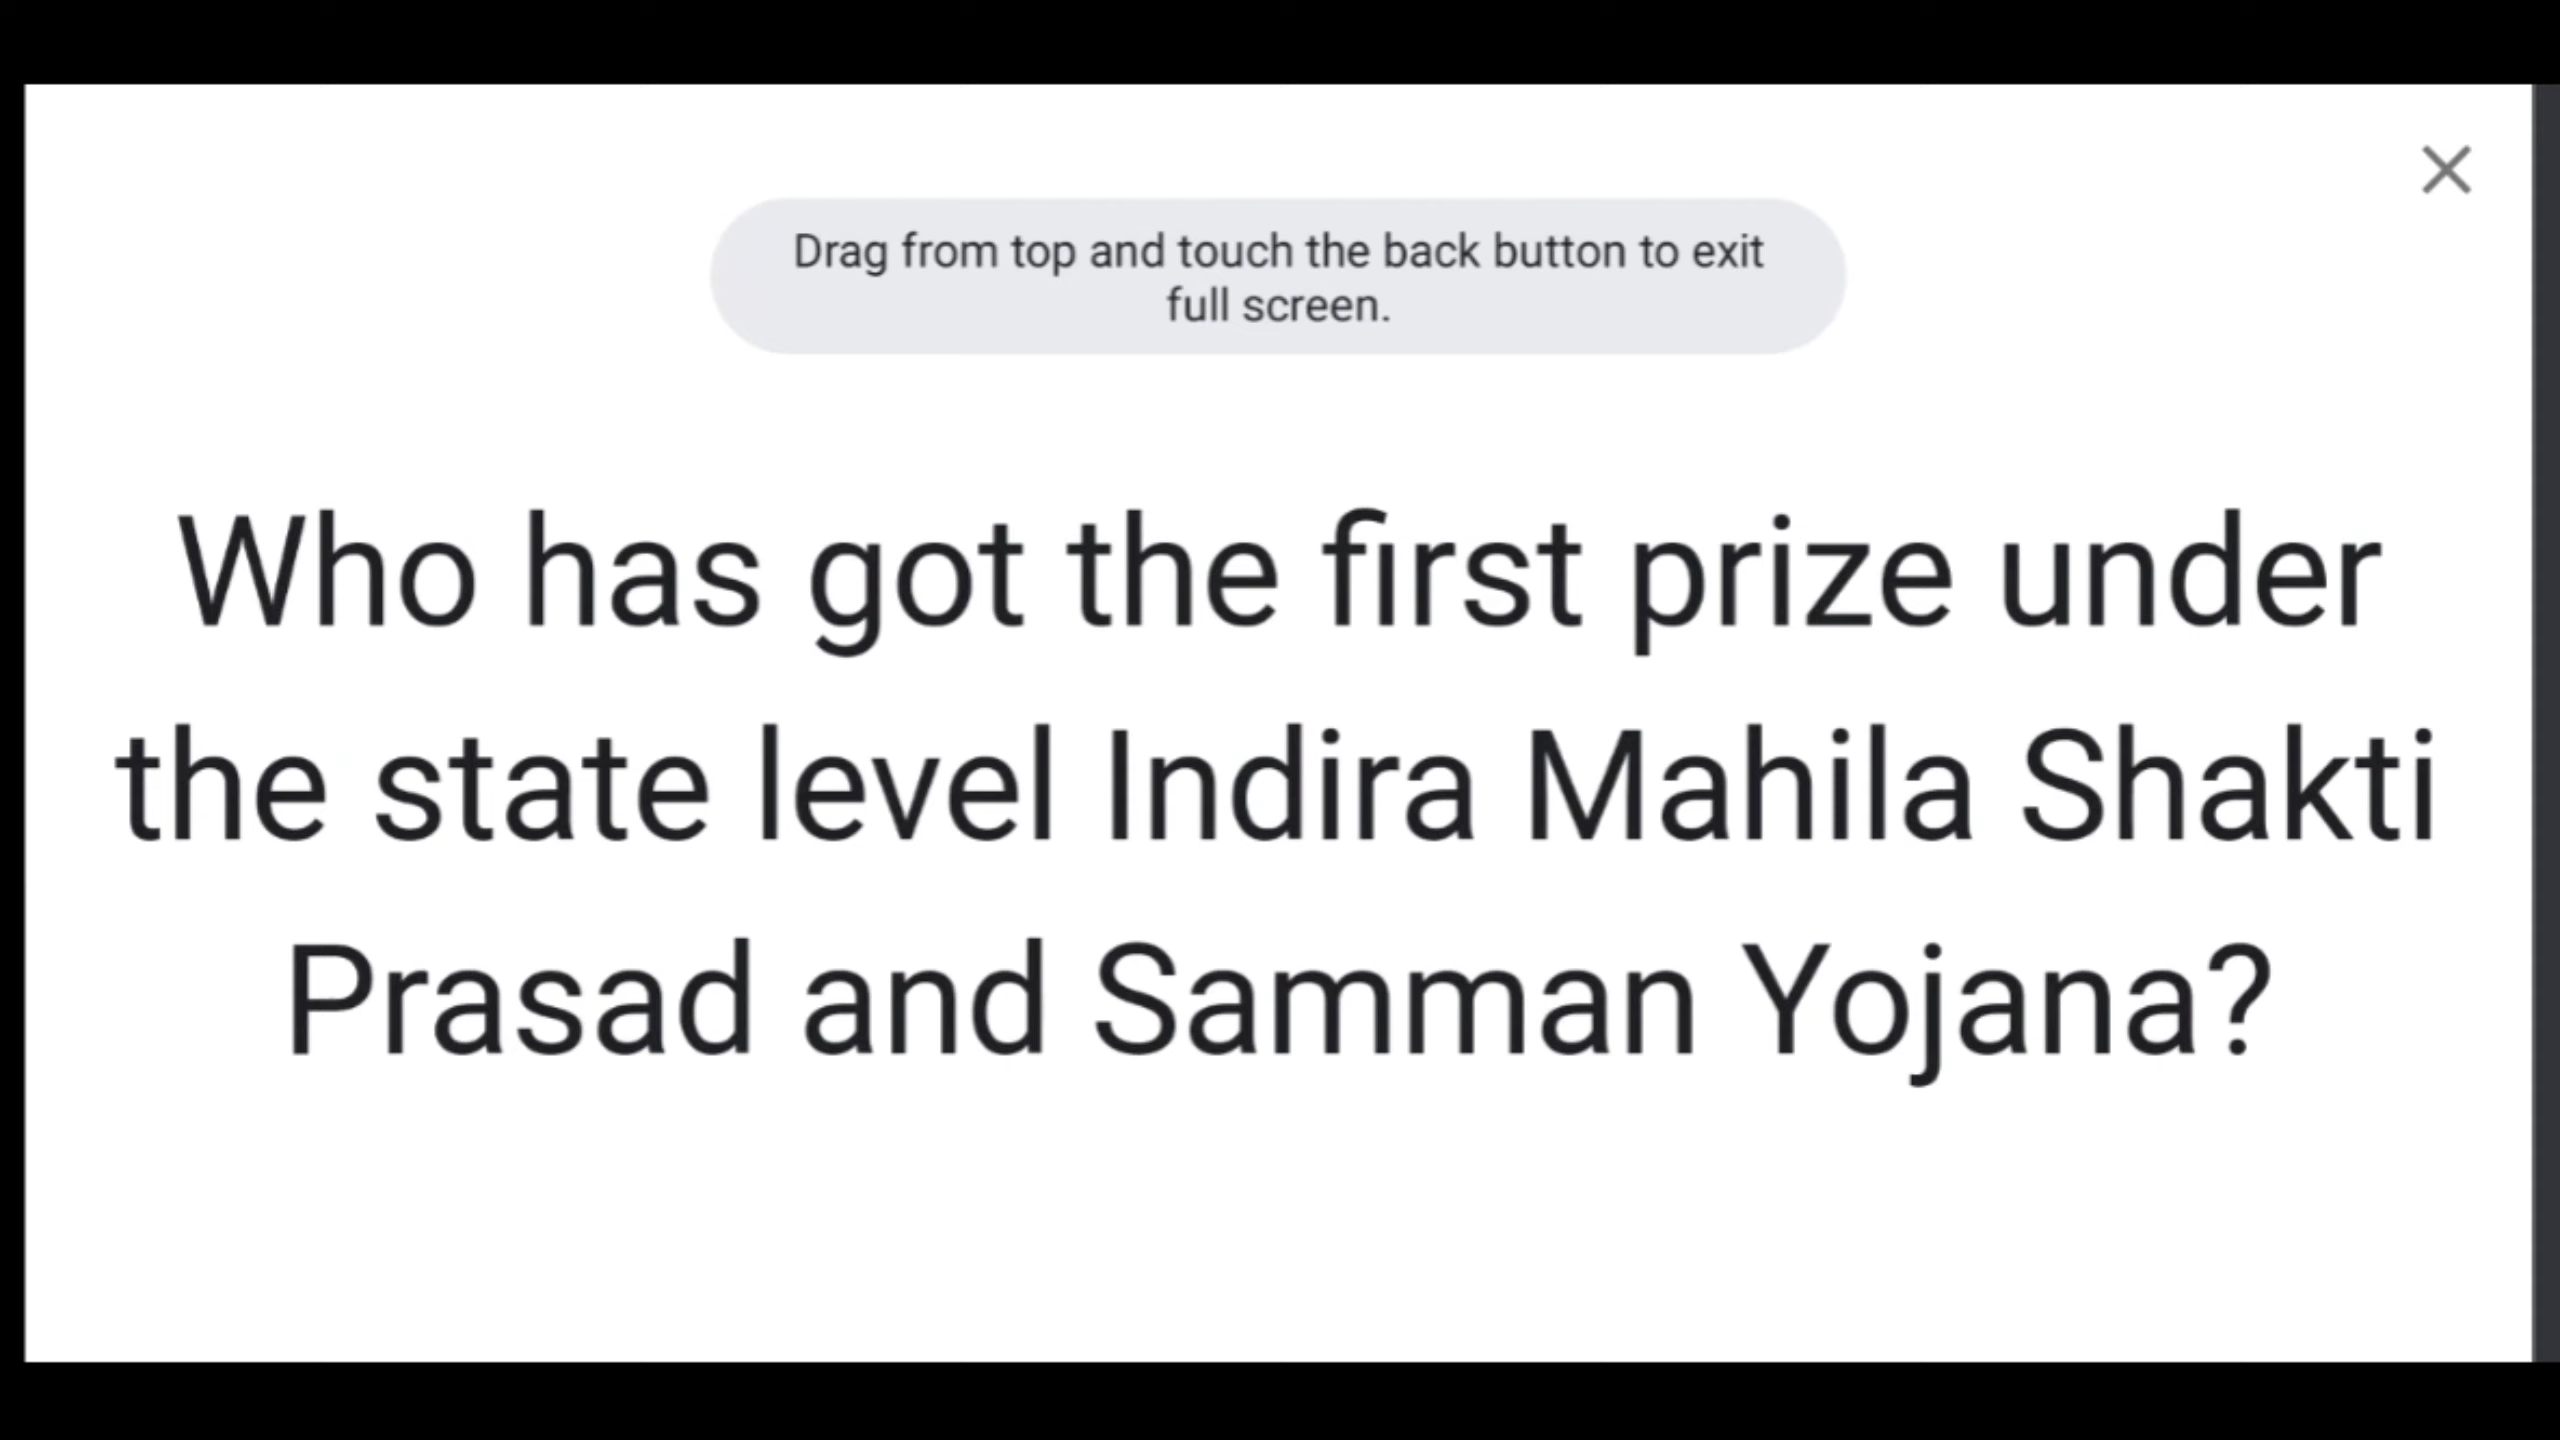 Drag from top and touch the back button to exit
full screen.
Who has got the first prize under
the state level Indira Mahila Shakti
Prasad and Samman Yojana?